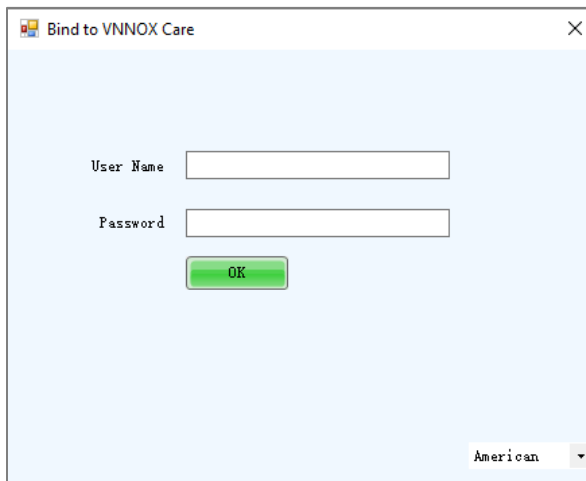 Bind to VNNOX Care
User Name
Password
OK
American